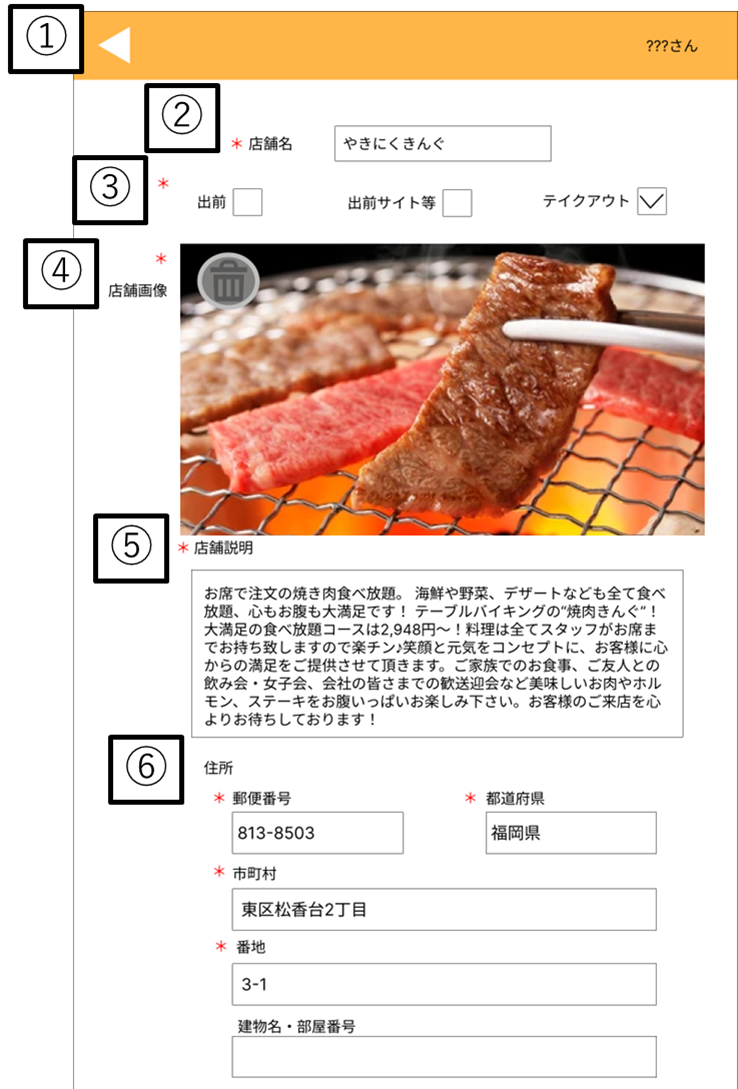 ①
???さん
②
* 店舗名
やきにくきんぐ
③
*
出前
出前サイト等
テイクアウト
④
*
店舗画像
⑤
* 店舗説明
お席で注文の焼き肉食べ放題。 海鮮や野菜、デザートなども全て食べ
放題、心もお腹も大満足です！ テーブルバイキングの“焼肉きんぐ”！
大満足の食べ放題コースは2,948円～！料理は全てスタッフがお席ま
でお持ち致しますので楽チン♪笑顔と元気をコンセプトに、お客様に心
からの満足をご提供させて頂きます。ご家族でのお食事、ご友人との
飲み会・女子会、会社の皆さまでの歓送迎会など美味しいお肉やホル
モン、ステーキをお腹いっぱいお楽しみ下さい。お客様のご来店を心
よりお待ちしております！
⑥
住所
* 郵便番号
* 都道府県
813-8503
福岡県
* 市町村
東区松香台2丁目
* 番地
3-1
建物名・部屋番号